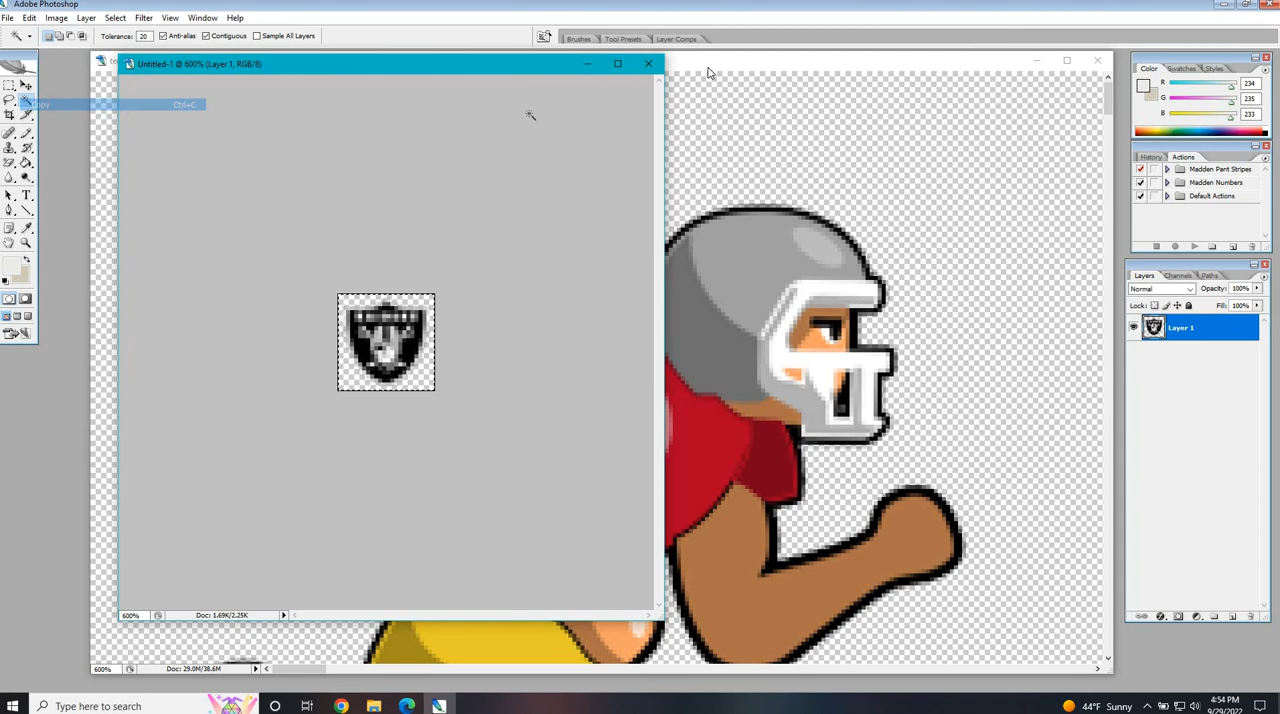 Adobe Photoshop
File Edit Image Layer Select Filter View Window Help
Tolerance: 20 Anti-alias Contiguous Sample All Layers
Brushes Tool Presets Layer Comps
Untitled-1 @ 600% (Layer 1, RGB/8)
Copy Ctrl+C
Color Swatches Styles
R 234
G 235
B 233
History Actions
Madden Pant Stripes
Madden Numbers
Default Actions
Layers Channels Paths
Normal Opacity: 100%
Lock: Fill: 100%
Layer 1
600% Doc: 1.69K/2.25K
600% Doc: 29.0M/38.6M
Type here to search
44°F Sunny
4:54 PM
9/29/2022